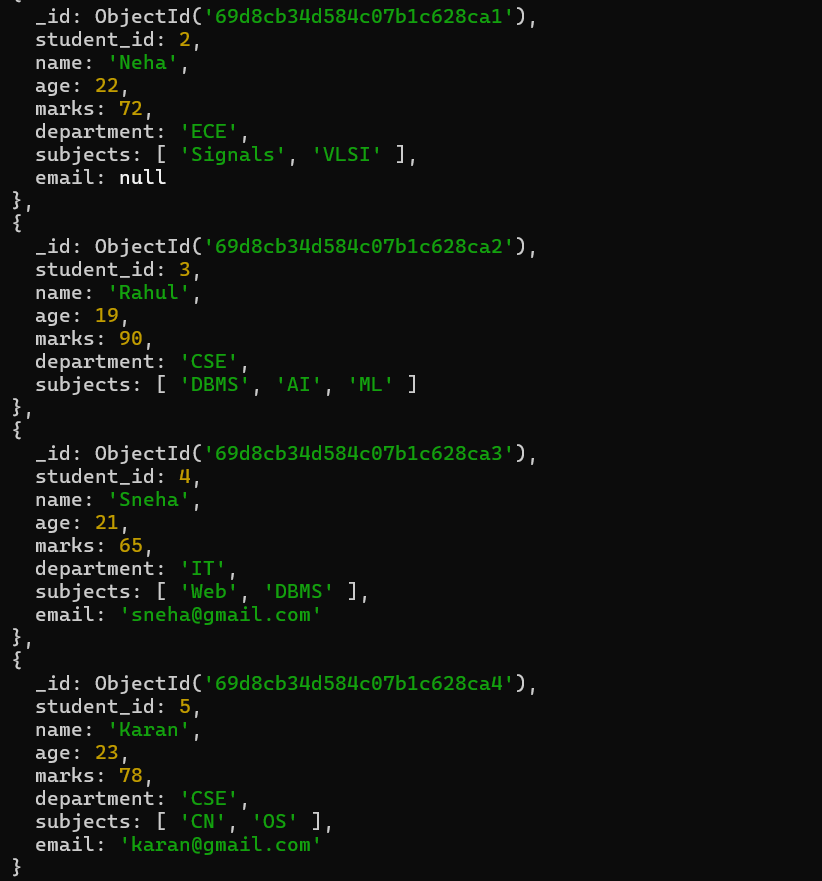 {
  _id: ObjectId('69d8cb34d584c07b1c628ca1'),
  student_id: 2,
  name: 'Neha',
  age: 22,
  marks: 72,
  department: 'ECE',
  subjects: [ 'Signals', 'VLSI' ],
  email: null
},
{
  _id: ObjectId('69d8cb34d584c07b1c628ca2'),
  student_id: 3,
  name: 'Rahul',
  age: 19,
  marks: 90,
  department: 'CSE',
  subjects: [ 'DBMS', 'AI', 'ML' ]
},
{
  _id: ObjectId('69d8cb34d584c07b1c628ca3'),
  student_id: 4,
  name: 'Sneha',
  age: 21,
  marks: 65,
  department: 'IT',
  subjects: [ 'Web', 'DBMS' ],
  email: 'sneha@gmail.com'
},
{
  _id: ObjectId('69d8cb34d584c07b1c628ca4'),
  student_id: 5,
  name: 'Karan',
  age: 23,
  marks: 78,
  department: 'CSE',
  subjects: [ 'CN', 'OS' ],
  email: 'karan@gmail.com'
}